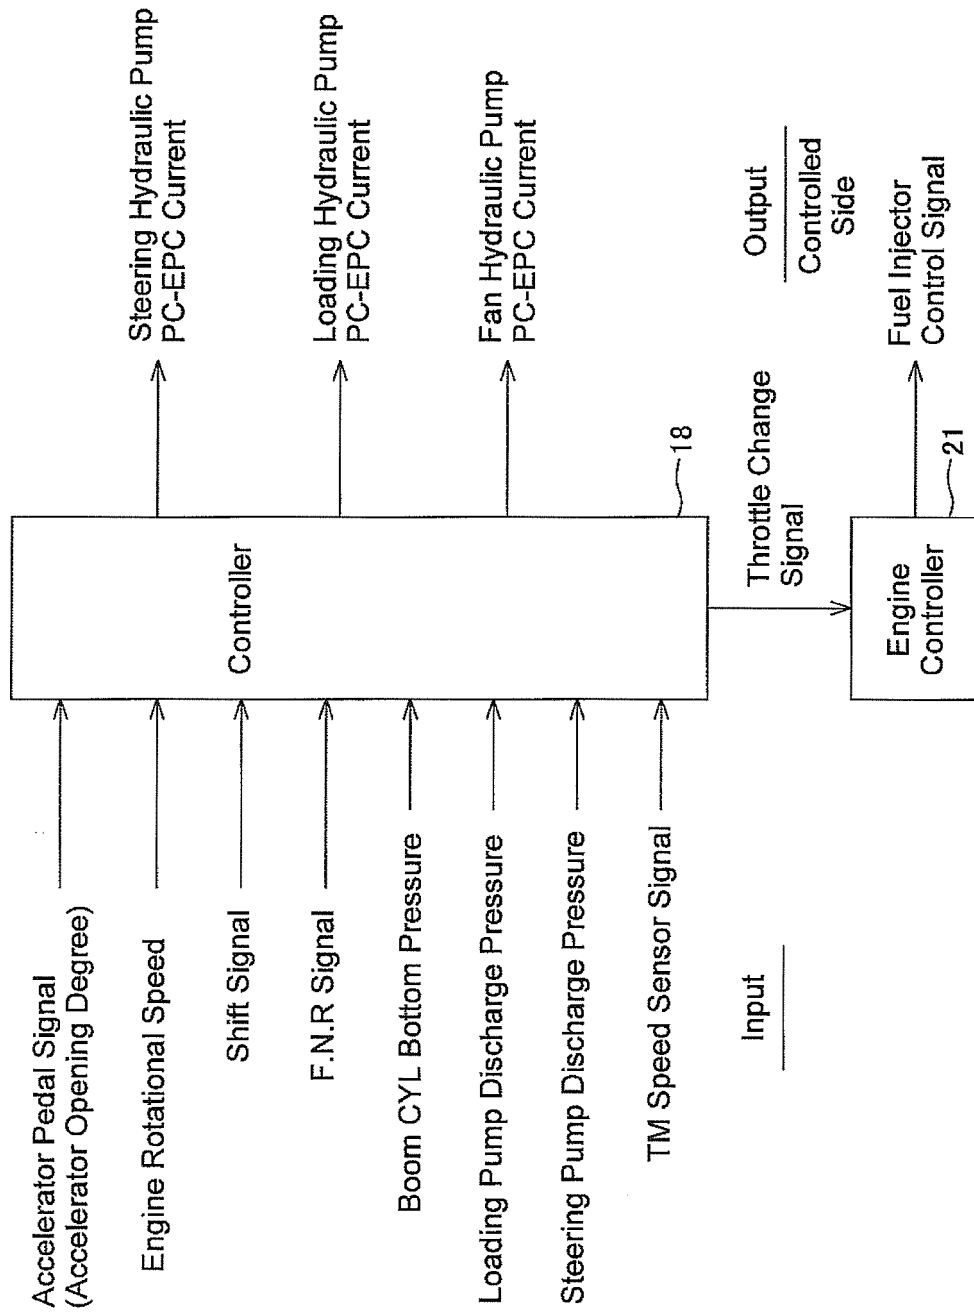 Accelerator Pedal Signal
(Accelerator Opening Degree)
Engine Rotational Speed
Shift Signal
F.N.R Signal
Boom CYL Bottom Pressure
Loading Pump Discharge Pressure
Steering Pump Discharge Pressure
TM Speed Sensor Signal
Input
Controller
18
Throttle Change
Signal
Engine
Controller
21
Steering Hydraulic Pump
PC-EPC Current
Loading Hydraulic Pump
PC-EPC Current
Fan Hydraulic Pump
PC-EPC Current
Output
Controlled
Side
Fuel Injector
Control Signal